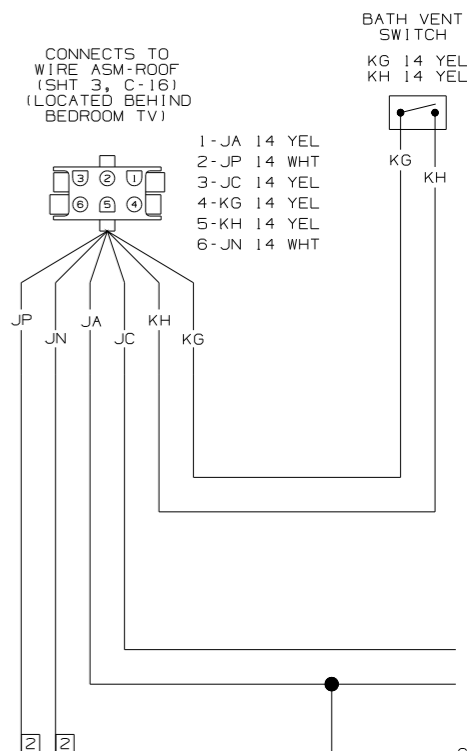 BATH VENT
SWITCH
KG 14 YEL
KH 14 YEL
CONNECTS TO
WIRE ASM-ROOF
(SHT 3, C-16)
(LOCATED BEHIND
BEDROOM TV)
1-JA 14 YEL
2-JP 14 WHT
3-JC 14 YEL
4-KG 14 YEL
5-KH 14 YEL
6-JN 14 WHT
3 2 1
6 5 4
KG
KH
JP
JN
JA
JC
KH
KG
2 2